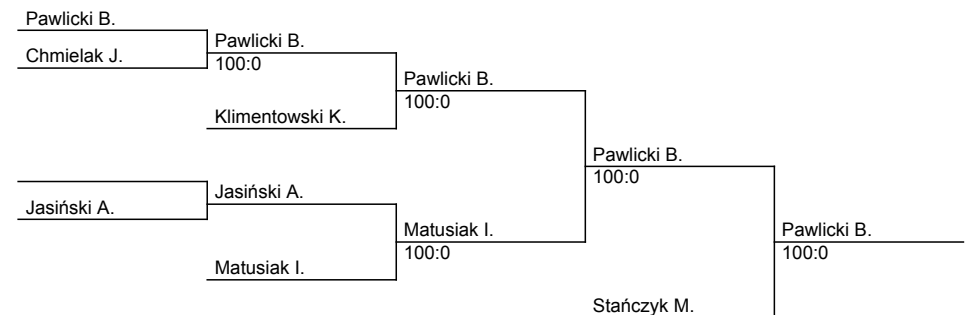 Pawlicki B.
Chmielak J.
Pawlicki B.
100:0
Klimentowski K.
Pawlicki B.
100:0
Jasiński A.
Jasiński A.
Matusiak I.
Matusiak I.
100:0
Pawlicki B.
100:0
Stańczyk M.
Pawlicki B.
100:0